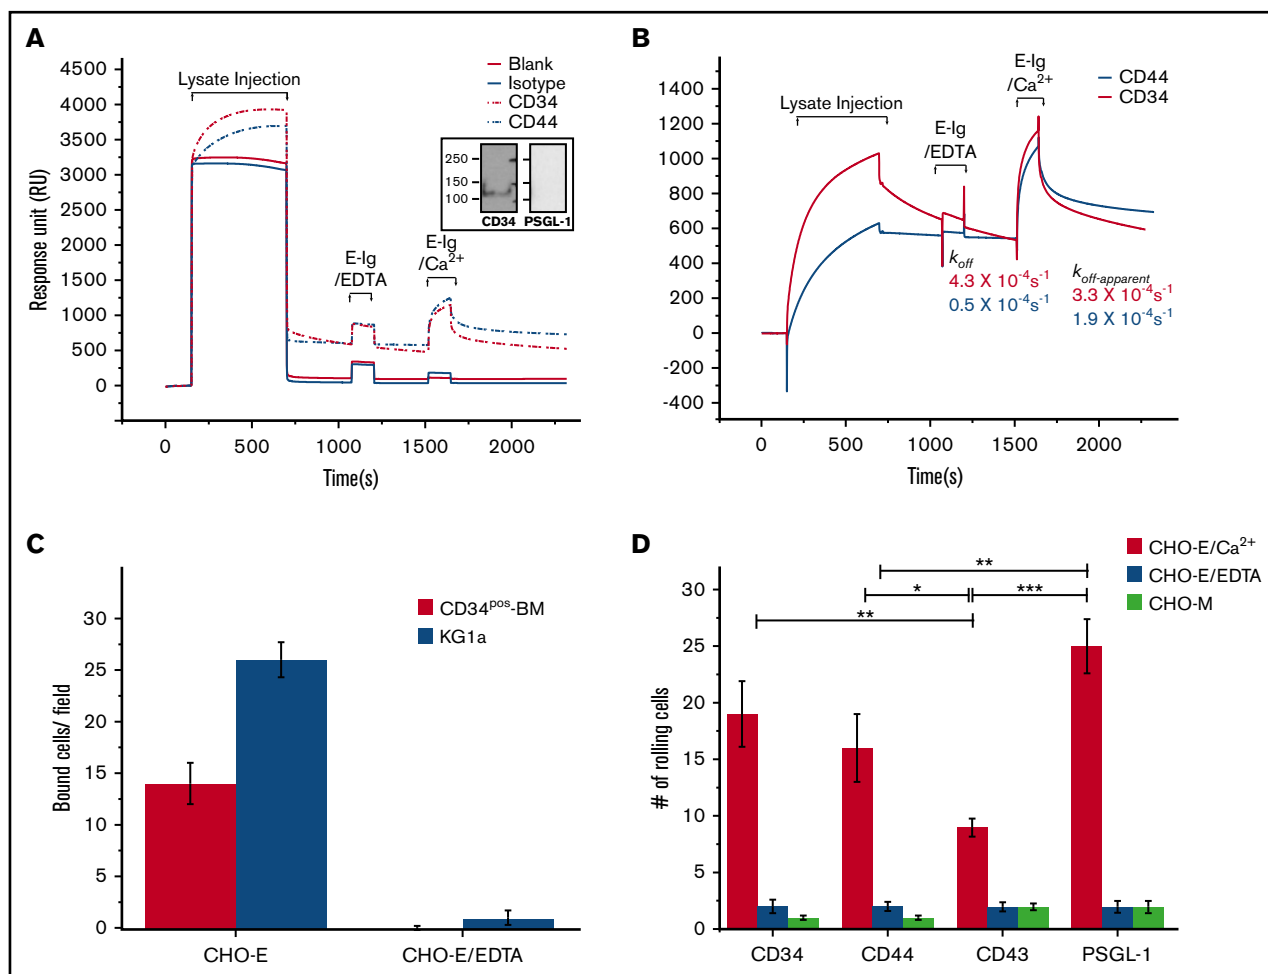 A
4500
4000
3500
3000
2500
2000
1500
1000
500
0
Response unit (RU)
Lysate Injection
Blank
Isotype
CD34
CD44
250
150
100
CD34
PSGL-1
E-Ig
/EDTA
E-Ig
/Ca2+
0 500 1000 1500 2000
Time(s)
B
1400
1200
1000
800
600
400
200
0
-200
-400
Lysate Injection
E-Ig
/EDTA
E-Ig
/Ca2+
CD44
CD34
koff
4.3 X 10-4s-1
0.5 X 10-4s-1
koff-apparent
3.3 X 10-4s-1
1.9 X 10-4s-1
0 500 1000 1500 2000
Time(s)
C
30
25
20
15
10
5
0
Bound cells/ field
CD34pos-BM
KG1a
CHO-E CHO-E/EDTA
D
30
25
20
15
10
5
0
# of rolling cells
CHO-E/Ca2+
CHO-E/EDTA
CHO-M
**
* ***
**
CD34 CD44 CD43 PSGL-1